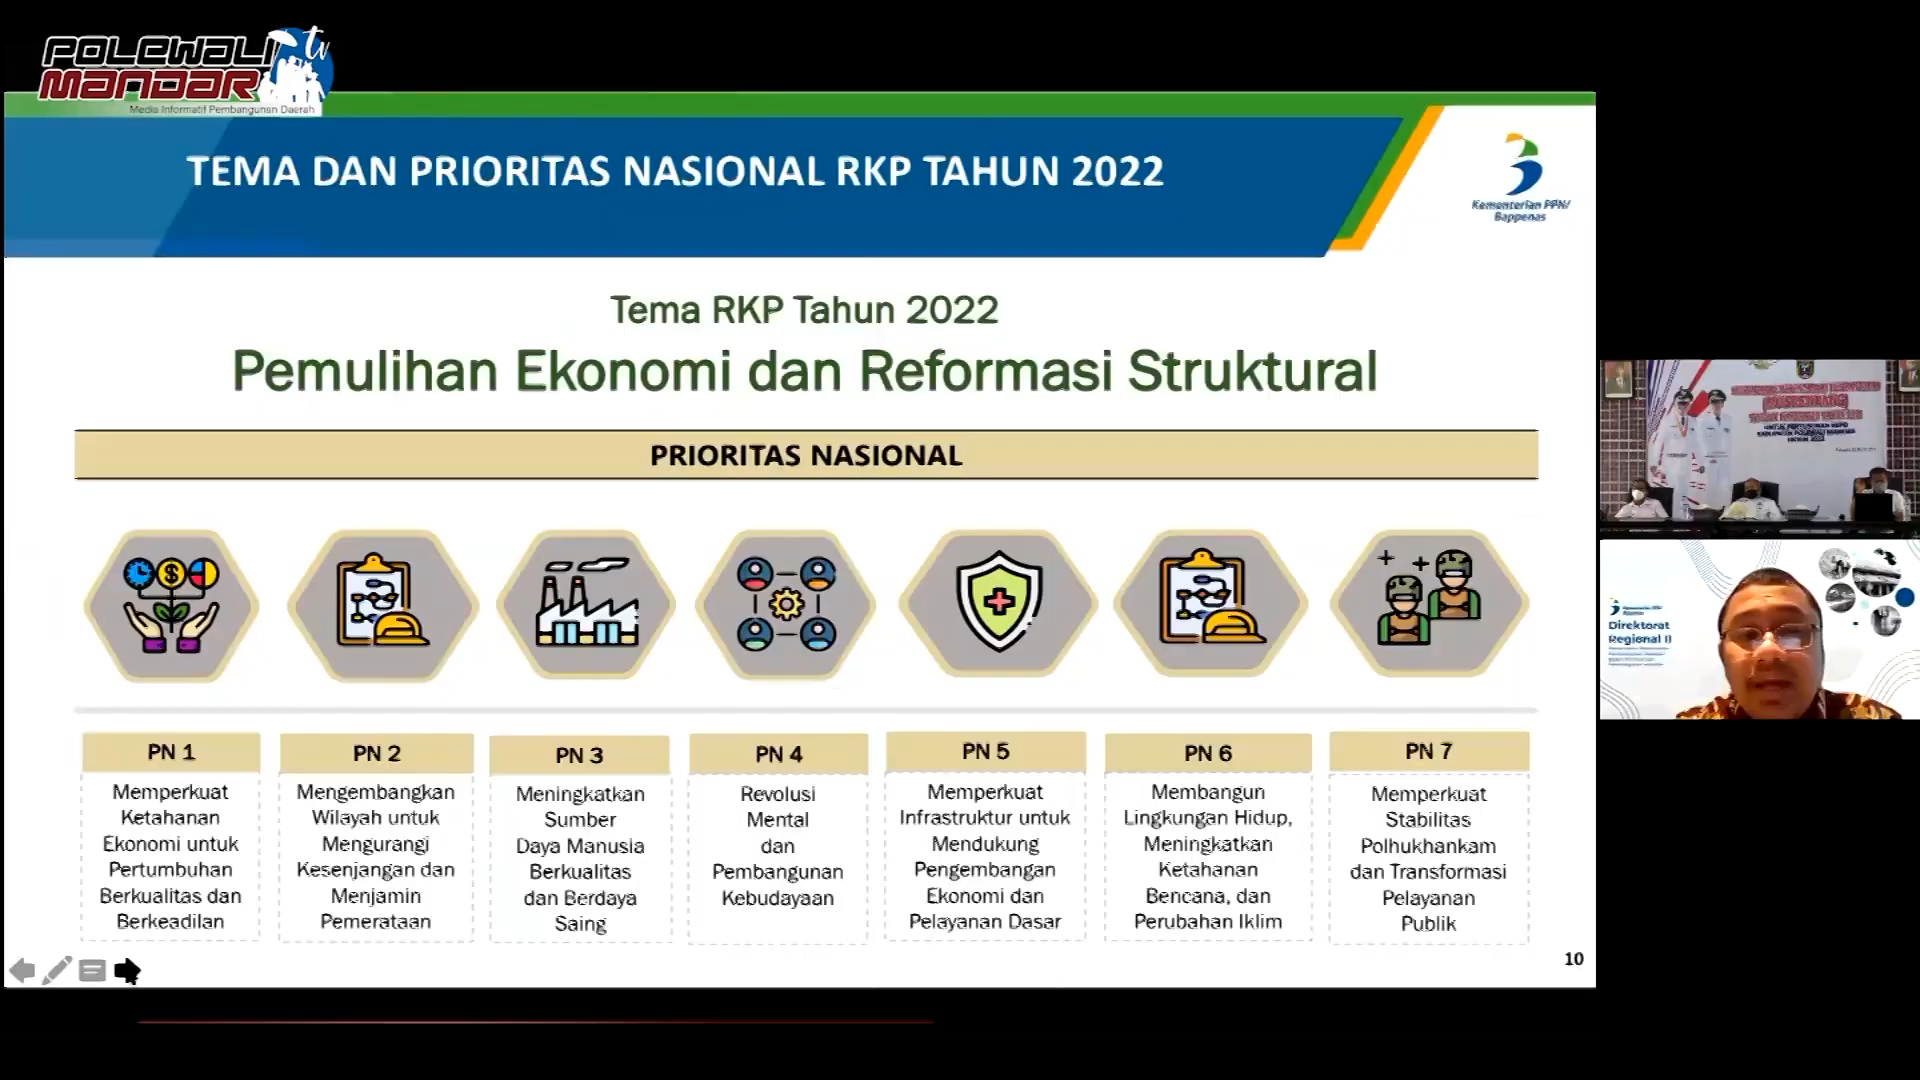 POLEWALI tv
MANDAR
Media Informatif Pembangunan Daerah
TEMA DAN PRIORITAS NASIONAL RKP TAHUN 2022
Kementerian PPN/
Bappenas
Tema RKP Tahun 2022
Pemulihan Ekonomi dan Reformasi Struktural
PRIORITAS NASIONAL
PN 1
Memperkuat
Ketahanan
Ekonomi untuk
Pertumbuhan
Berkualitas dan
Berkeadilan
PN 2
Mengembangkan
Wilayah untuk
Mengurangi
Kesenjangan dan
Menjamin
Pemerataan
PN 3
Meningkatkan
Sumber
Daya Manusia
Berkualitas
dan Berdaya
Saing
PN 4
Revolusi
Mental
dan
Pembangunan
Kebudayaan
PN 5
Memperkuat
Infrastruktur untuk
Mendukung
Pengembangan
Ekonomi dan
Pelayanan Dasar
PN 6
Membangun
Lingkungan Hidup,
Meningkatkan
Ketahanan
Bencana, dan
Perubahan Iklim
PN 7
Memperkuat
Stabilitas
Polhukhankam
dan Transformasi
Pelayanan
Publik
10
Direktorat
Regional II